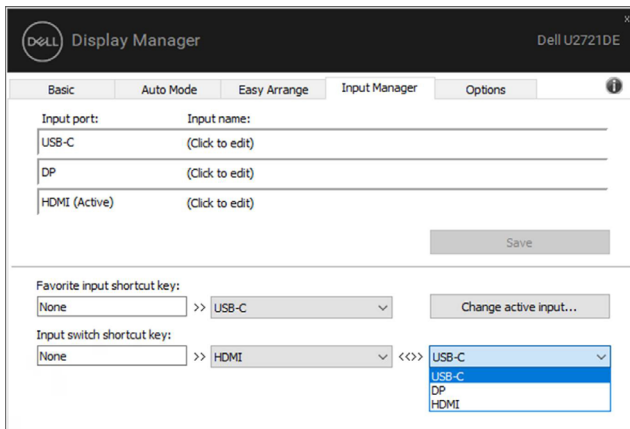 DELL Display Manager Dell U2721DE
x
Basic Auto Mode Easy Arrange Input Manager Options i
Input port: Input name:
USB-C (Click to edit)
DP (Click to edit)
HDMI (Active) (Click to edit)
Save
Favorite input shortcut key:
None >> USB-C Change active input...
Input switch shortcut key:
None >> HDMI <<>> USB-C
USB-C
DP
HDMI